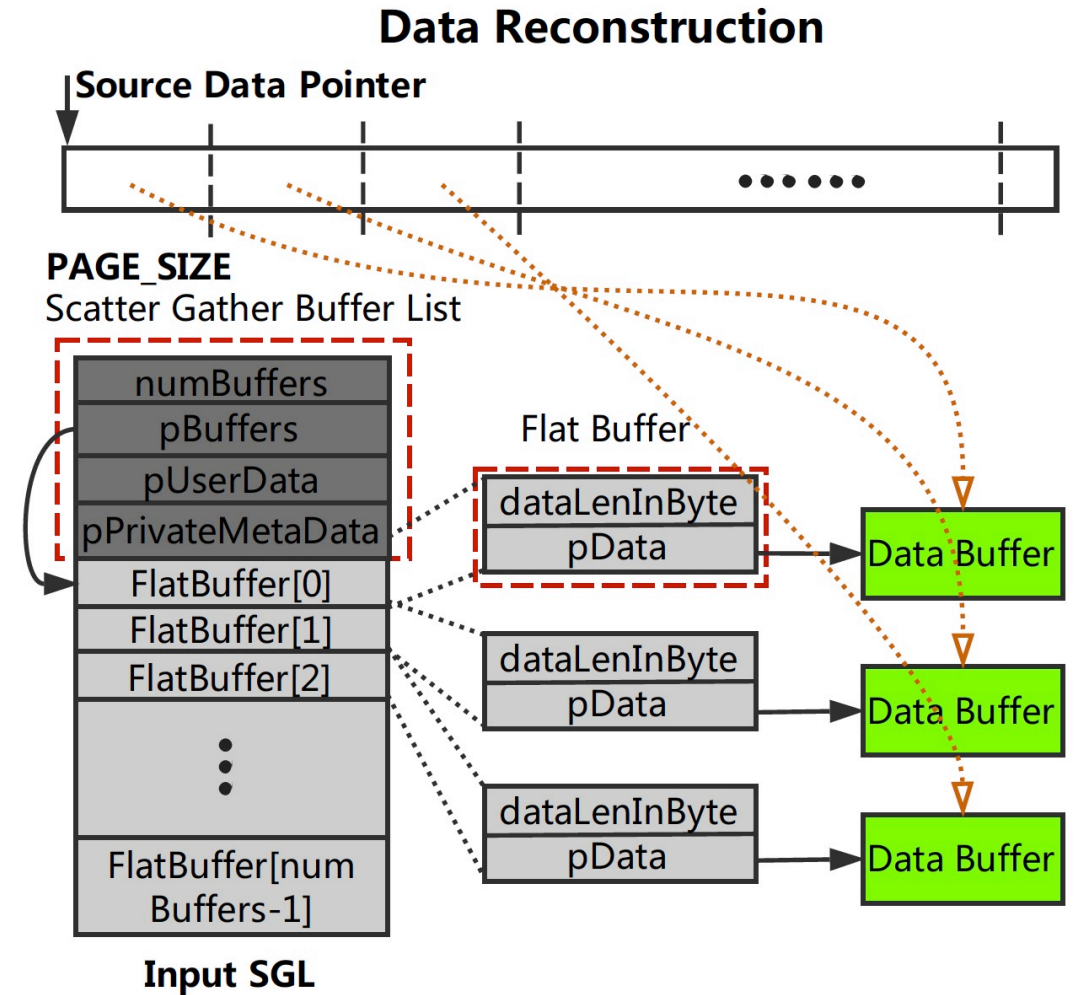 Data Reconstruction
Source Data Pointer
PAGE_SIZE
Scatter Gather Buffer List
numBuffers
pBuffers
pUserData
pPrivateMetaData
FlatBuffer[0]
FlatBuffer[1]
FlatBuffer[2]
FlatBuffer[num
Buffers-1]
Input SGL
Flat Buffer
dataLenInByte
pData
Data Buffer
dataLenInByte
pData
Data Buffer
dataLenInByte
pData
Data Buffer